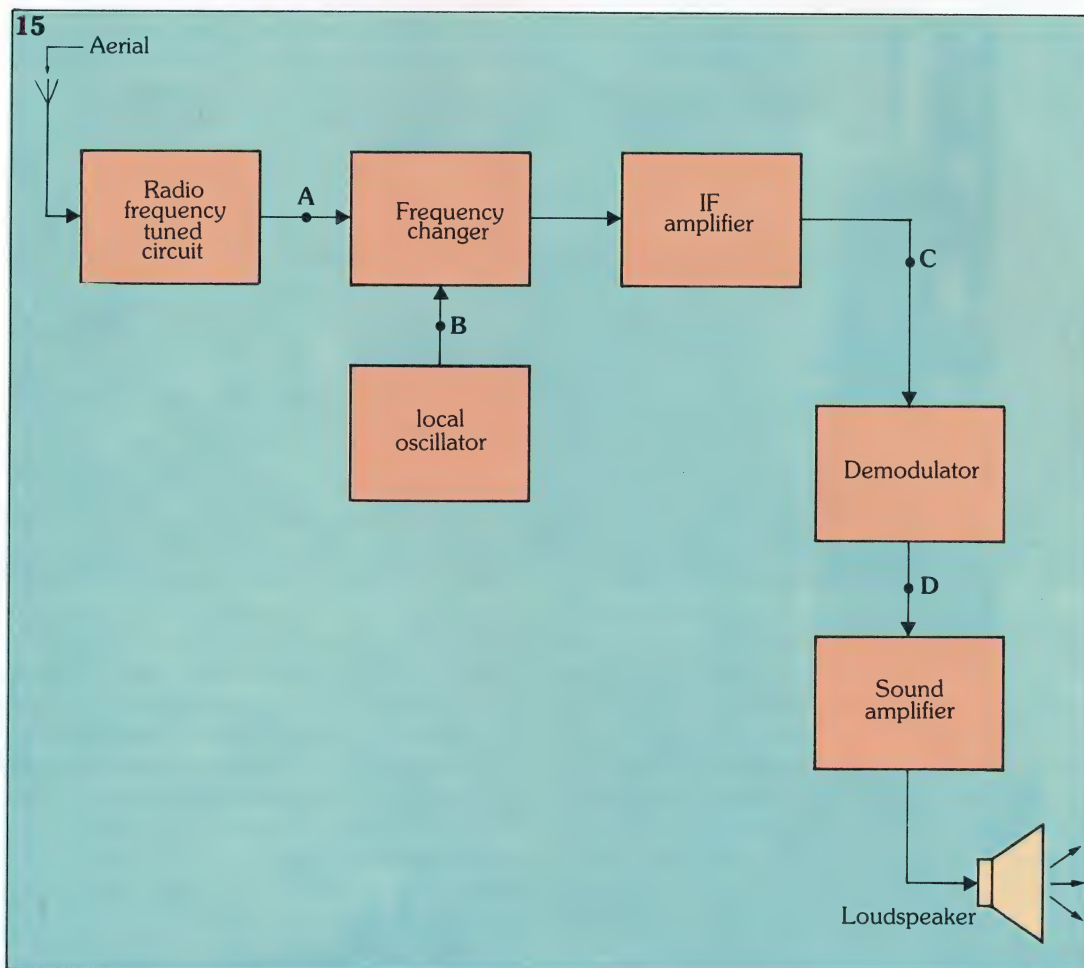 15
Aerial
Radio
frequency
tuned
circuit
A
Frequency
changer
IF
amplifier
C
B
local
oscillator
Demodulator
D
Sound
amplifier
Loudspeaker